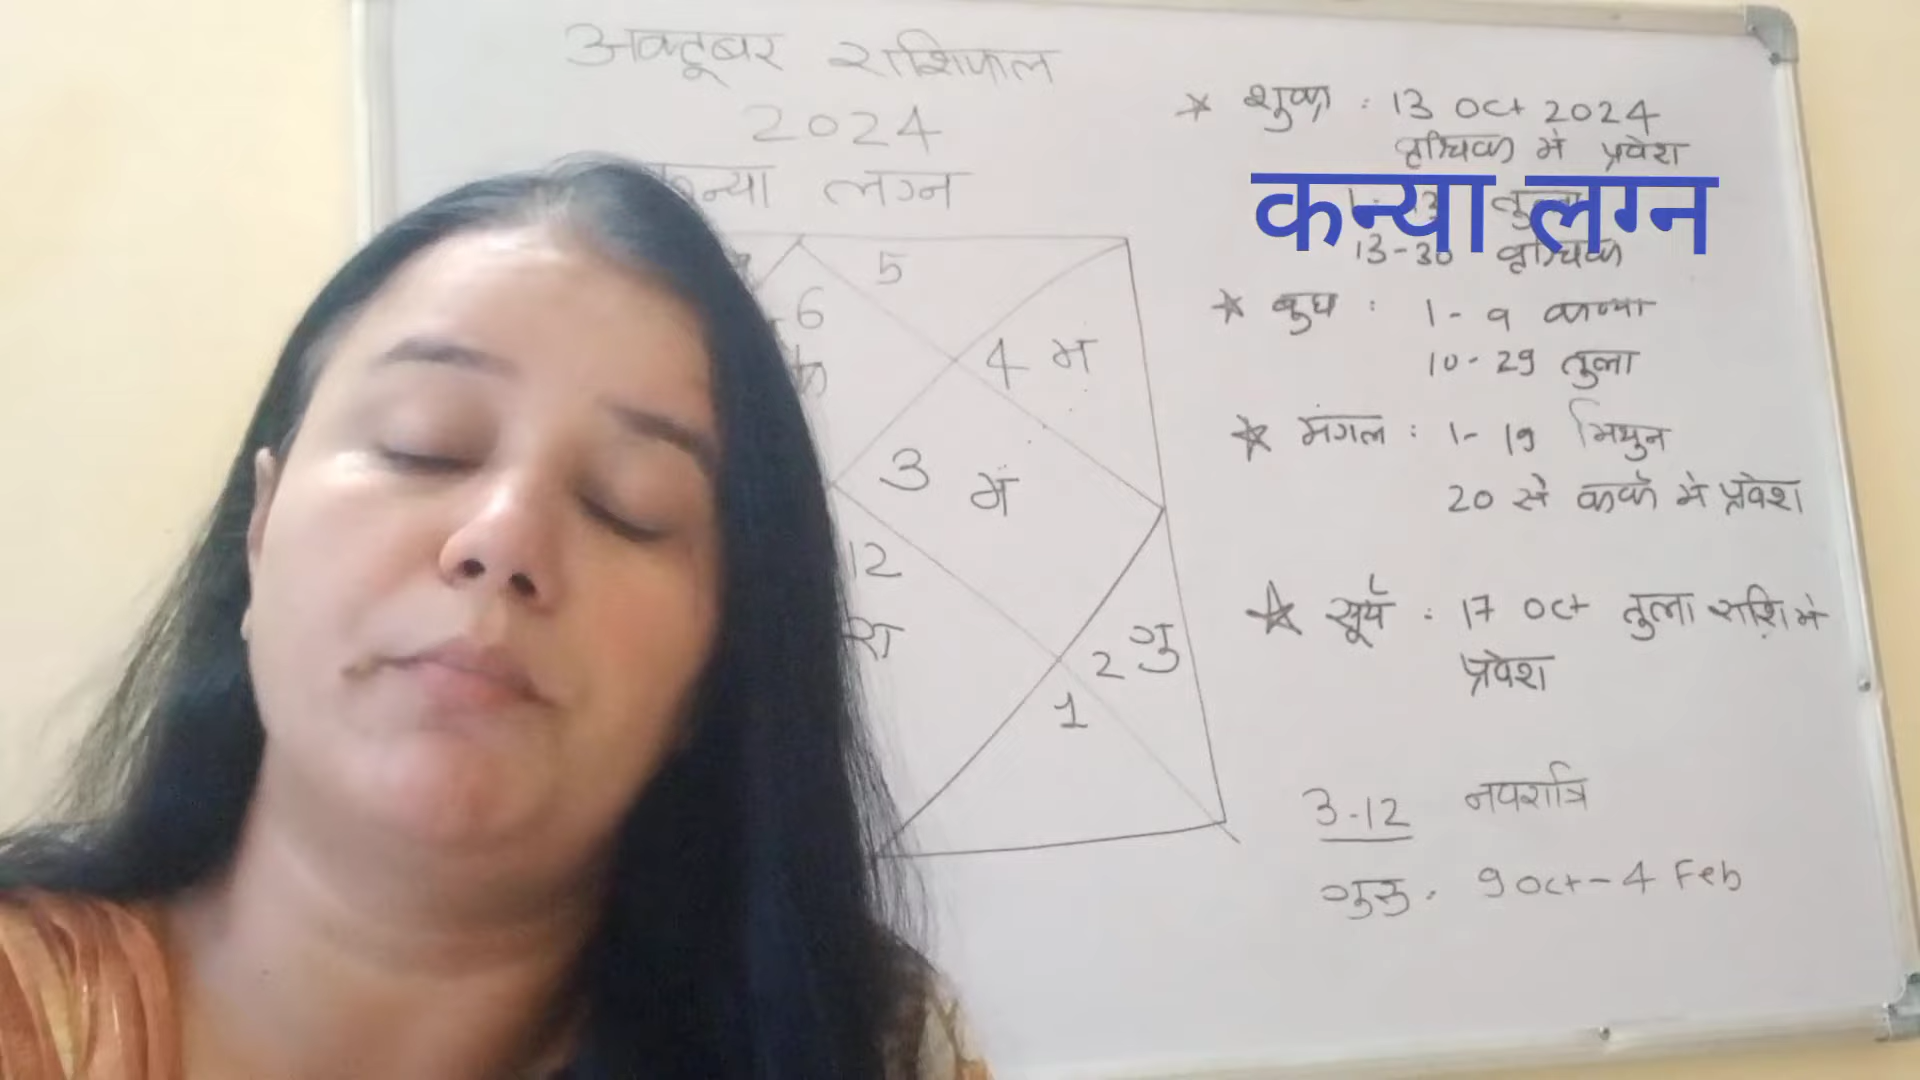 अक्टूबर राशिफल
2024
कन्या लग्न
5
6
4 म
3 मं
12
रा
2 गु
1
★ शुक्र : 13 Oct 2024
वृश्चिक में प्रवेश
कन्या लग्न
13-30 वृश्चिक
★ बुध : 1-9 कन्या
10-29 तुला
★ मंगल : 1-19 मिथुन
20 से कर्क में प्रवेश
★ सूर्य : 17 Oct तुला राशि में
प्रवेश
3-12 नवरात्रि
गुरु. 9 Oct-4 Feb